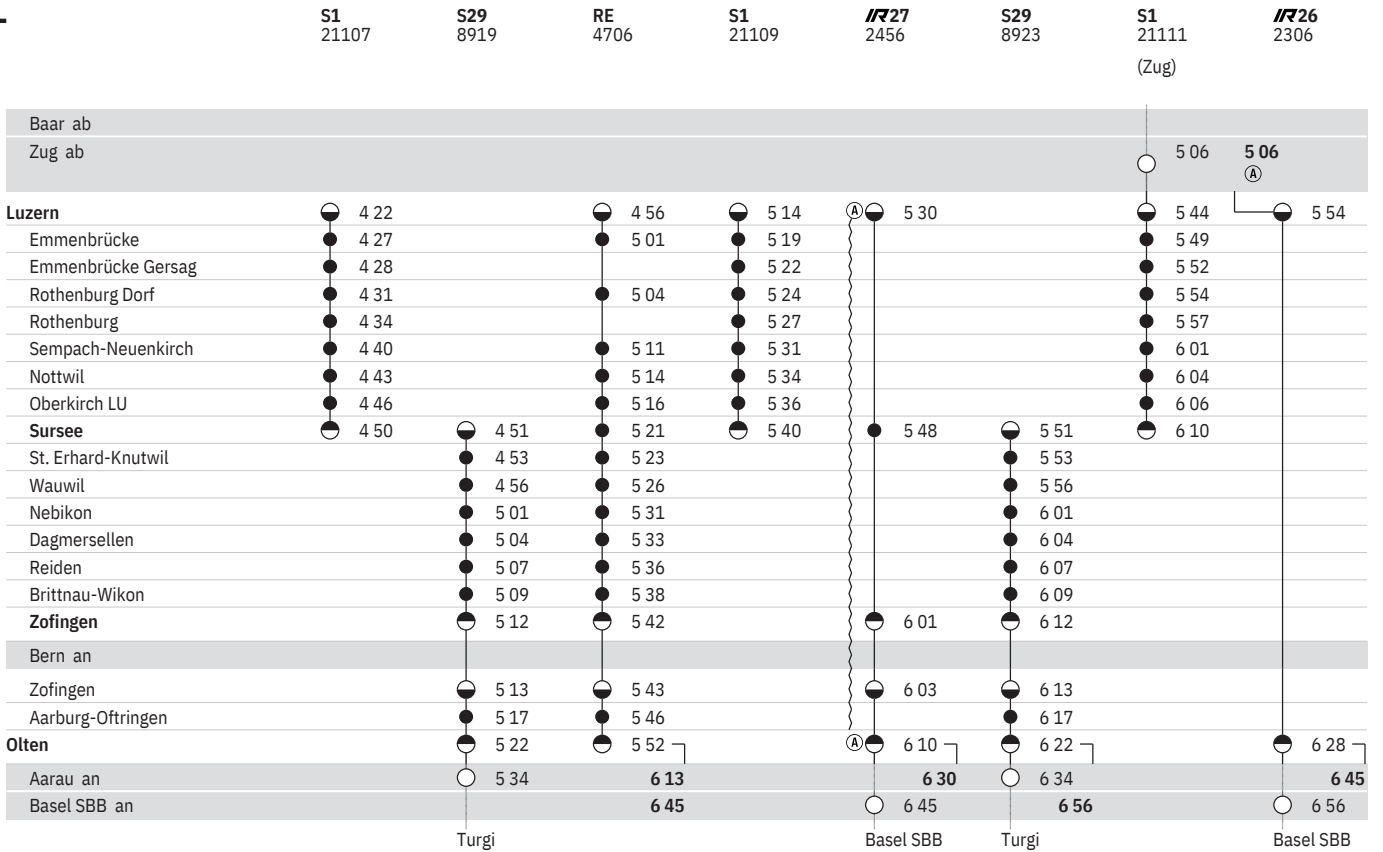 S1 S29 RE S1 IR27 S29 S1 IR26
21107 8919 4706 21109 2456 8923 21111 2306
(Zug)
Baar ab
Zug ab 5 06 5 06
A
Luzern 4 22 4 56 5 14 A 5 30 5 44 5 54
Emmenbrücke 4 27 5 01 5 19 5 49
Emmenbrücke Gersag 4 28 5 22 5 52
Rothenburg Dorf 4 31 5 04 5 24 5 54
Rothenburg 4 34 5 27 5 57
Sempach-Neuenkirch 4 40 5 11 5 31 6 01
Nottwil 4 43 5 14 5 34 6 04
Oberkirch LU 4 46 5 16 5 36 6 06
Sursee 4 50 4 51 5 21 5 40 5 48 5 51 6 10
St. Erhard-Knutwil 4 53 5 23 5 53
Wauwil 4 56 5 26 5 56
Nebikon 5 01 5 31 6 01
Dagmersellen 5 04 5 33 6 04
Reiden 5 07 5 36 6 07
Brittnau-Wikon 5 09 5 38 6 09
Zofingen 5 12 5 42 6 01 6 12
Bern an
Zofingen 5 13 5 43 6 03 6 13
Aarburg-Oftringen 5 17 5 46 6 17
Olten 5 22 5 52 A 6 10 6 22 6 28
Aarau an 5 34 6 13 6 30 6 34 6 45
Basel SBB an 6 45 6 45 6 56 6 56
Turgi Basel SBB Turgi Basel SBB